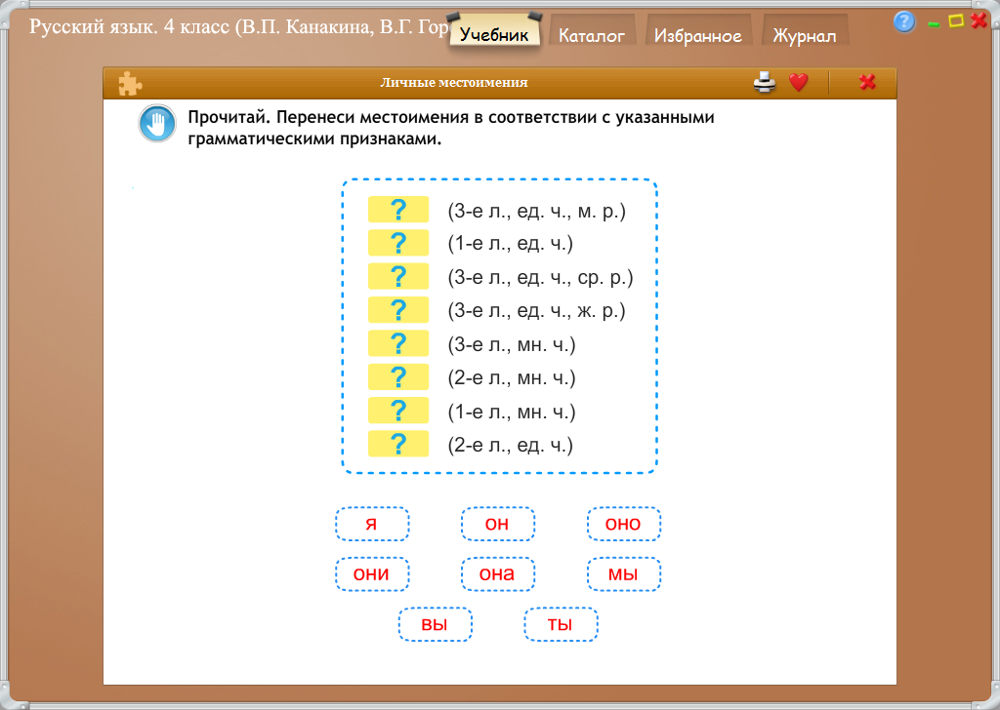 Русский язык. 4 класс (В.П. Канакина, В.Г. Гор
Учебник
Каталог
Избранное
Журнал
?
Личные местоимения
Прочитай. Перенеси местоимения в соответствии с указанными
грамматическими признаками.
? (3-е л., ед. ч., м. р.)
? (1-е л., ед. ч.)
? (3-е л., ед. ч., ср. р.)
? (3-е л., ед. ч., ж. р.)
? (3-е л., мн. ч.)
? (2-е л., мн. ч.)
? (1-е л., мн. ч.)
? (2-е л., ед. ч.)
я он оно
они она мы
вы ты